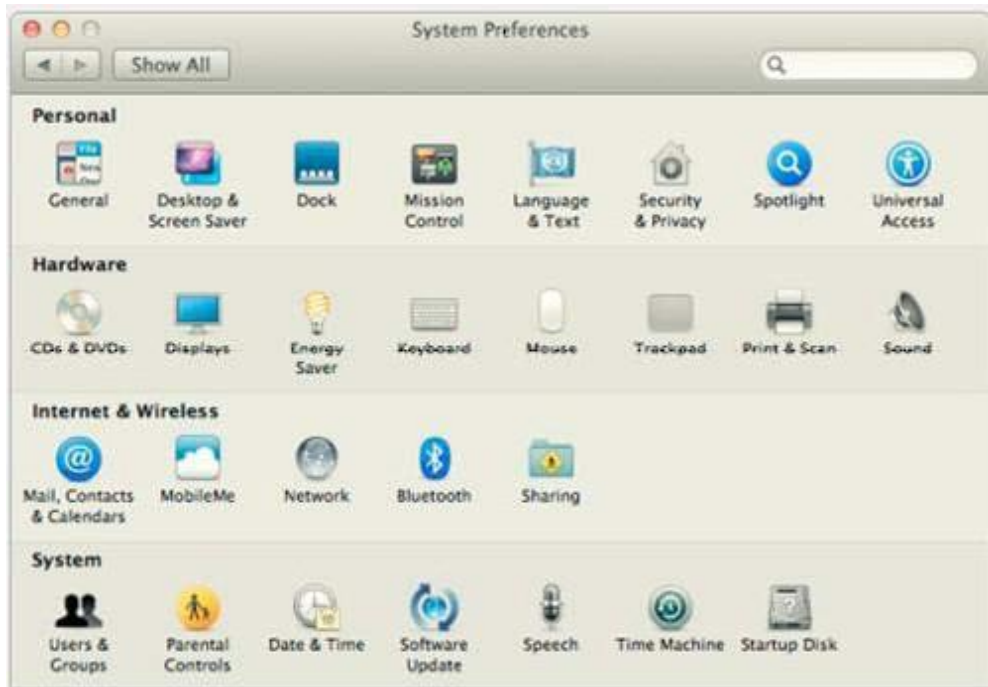 System Preferences
Show All
Personal
General
Desktop &
Screen Saver
Dock
Mission
Control
Language
& Text
Security
& Privacy
Spotlight
Universal
Access
Hardware
CDs & DVDs
Displays
Energy
Saver
Keyboard
Mouse
Trackpad
Print & Scan
Sound
Internet & Wireless
Mail, Contacts
& Calendars
MobileMe
Network
Bluetooth
Sharing
System
Users &
Groups
Parental
Controls
Date & Time
Software
Update
Speech
Time Machine
Startup Disk